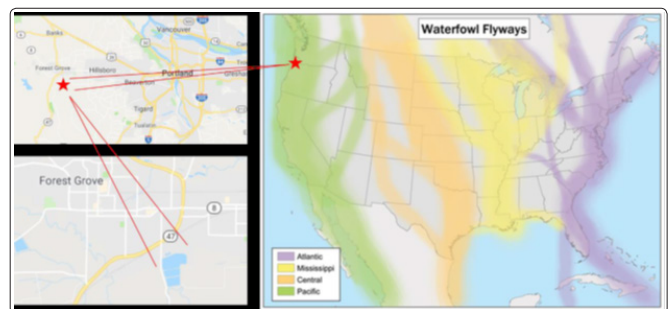 Banks
Vancouver
Forest Grove
Hillsboro
Portland
Beaverton
Tigard
Tualatin
47
Forest Grove
8
47
Waterfowl Flyways
Atlantic
Mississippi
Central
Pacific